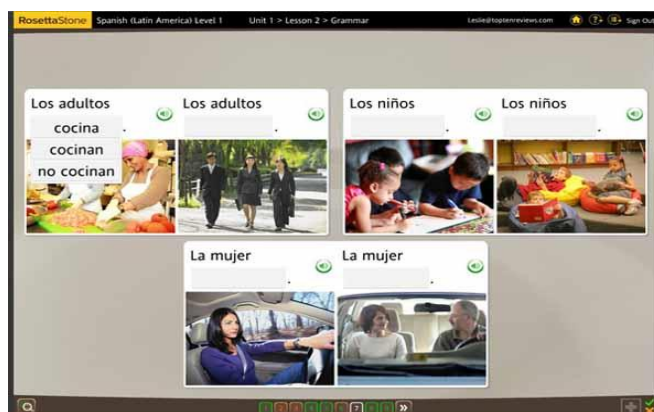 RosettaStone Spanish (Latin America) Level 1 Unit 1 > Lesson 2 > Grammar Leslie@toptenreviews.com Sign Out
Los adultos Los adultos Los niños Los niños
cocina . . . .
cocinan
no cocinan
La mujer La mujer
. .
7